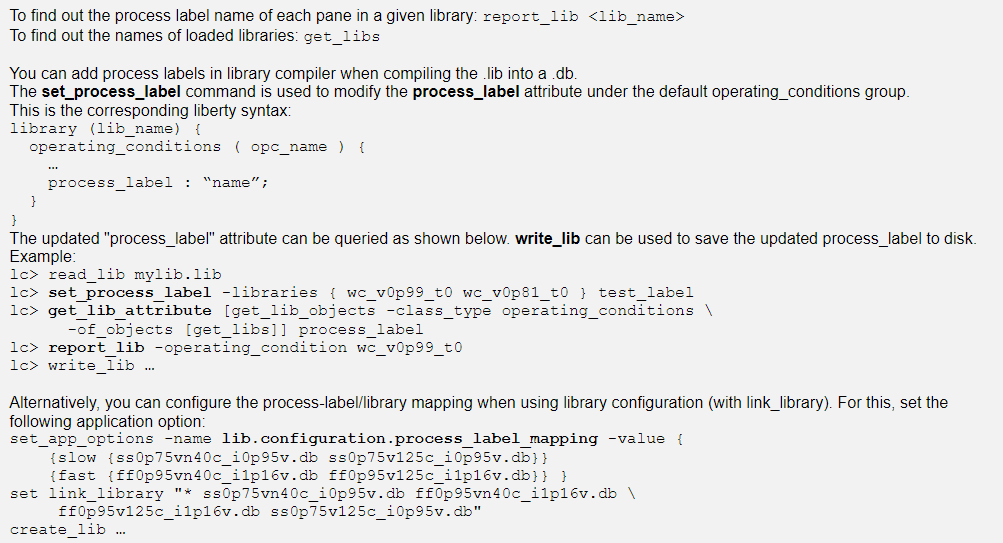 To find out the process label name of each pane in a given library: report_lib <lib_name>
To find out the names of loaded libraries: get_libs
You can add process labels in library compiler when compiling the .lib into a .db.
The set_process_label command is used to modify the process_label attribute under the default operating_conditions group.
This is the corresponding liberty syntax:
library (lib_name) {
  operating_conditions ( opc_name ) {
    …
    process_label : “name”;
  }
}
The updated "process_label" attribute can be queried as shown below. write_lib can be used to save the updated process_label to disk.
Example:
lc> read_lib mylib.lib
lc> set_process_label -libraries { wc_v0p99_t0 wc_v0p81_t0 } test_label
lc> get_lib_attribute [get_lib_objects -class_type operating_conditions \
      -of_objects [get_libs]] process_label
lc> report_lib -operating_condition wc_v0p99_t0
lc> write_lib …
Alternatively, you can configure the process-label/library mapping when using library configuration (with link_library). For this, set the
following application option:
set_app_options -name lib.configuration.process_label_mapping -value {
    {slow {ss0p75vn40c_i0p95v.db ss0p75v125c_i0p95v.db}}
    {fast {ff0p95vn40c_i1p16v.db ff0p95v125c_i1p16v.db}} }
set link_library "* ss0p75vn40c_i0p95v.db ff0p95vn40c_i1p16v.db \
     ff0p95v125c_i1p16v.db ss0p75v125c_i0p95v.db"
create_lib …